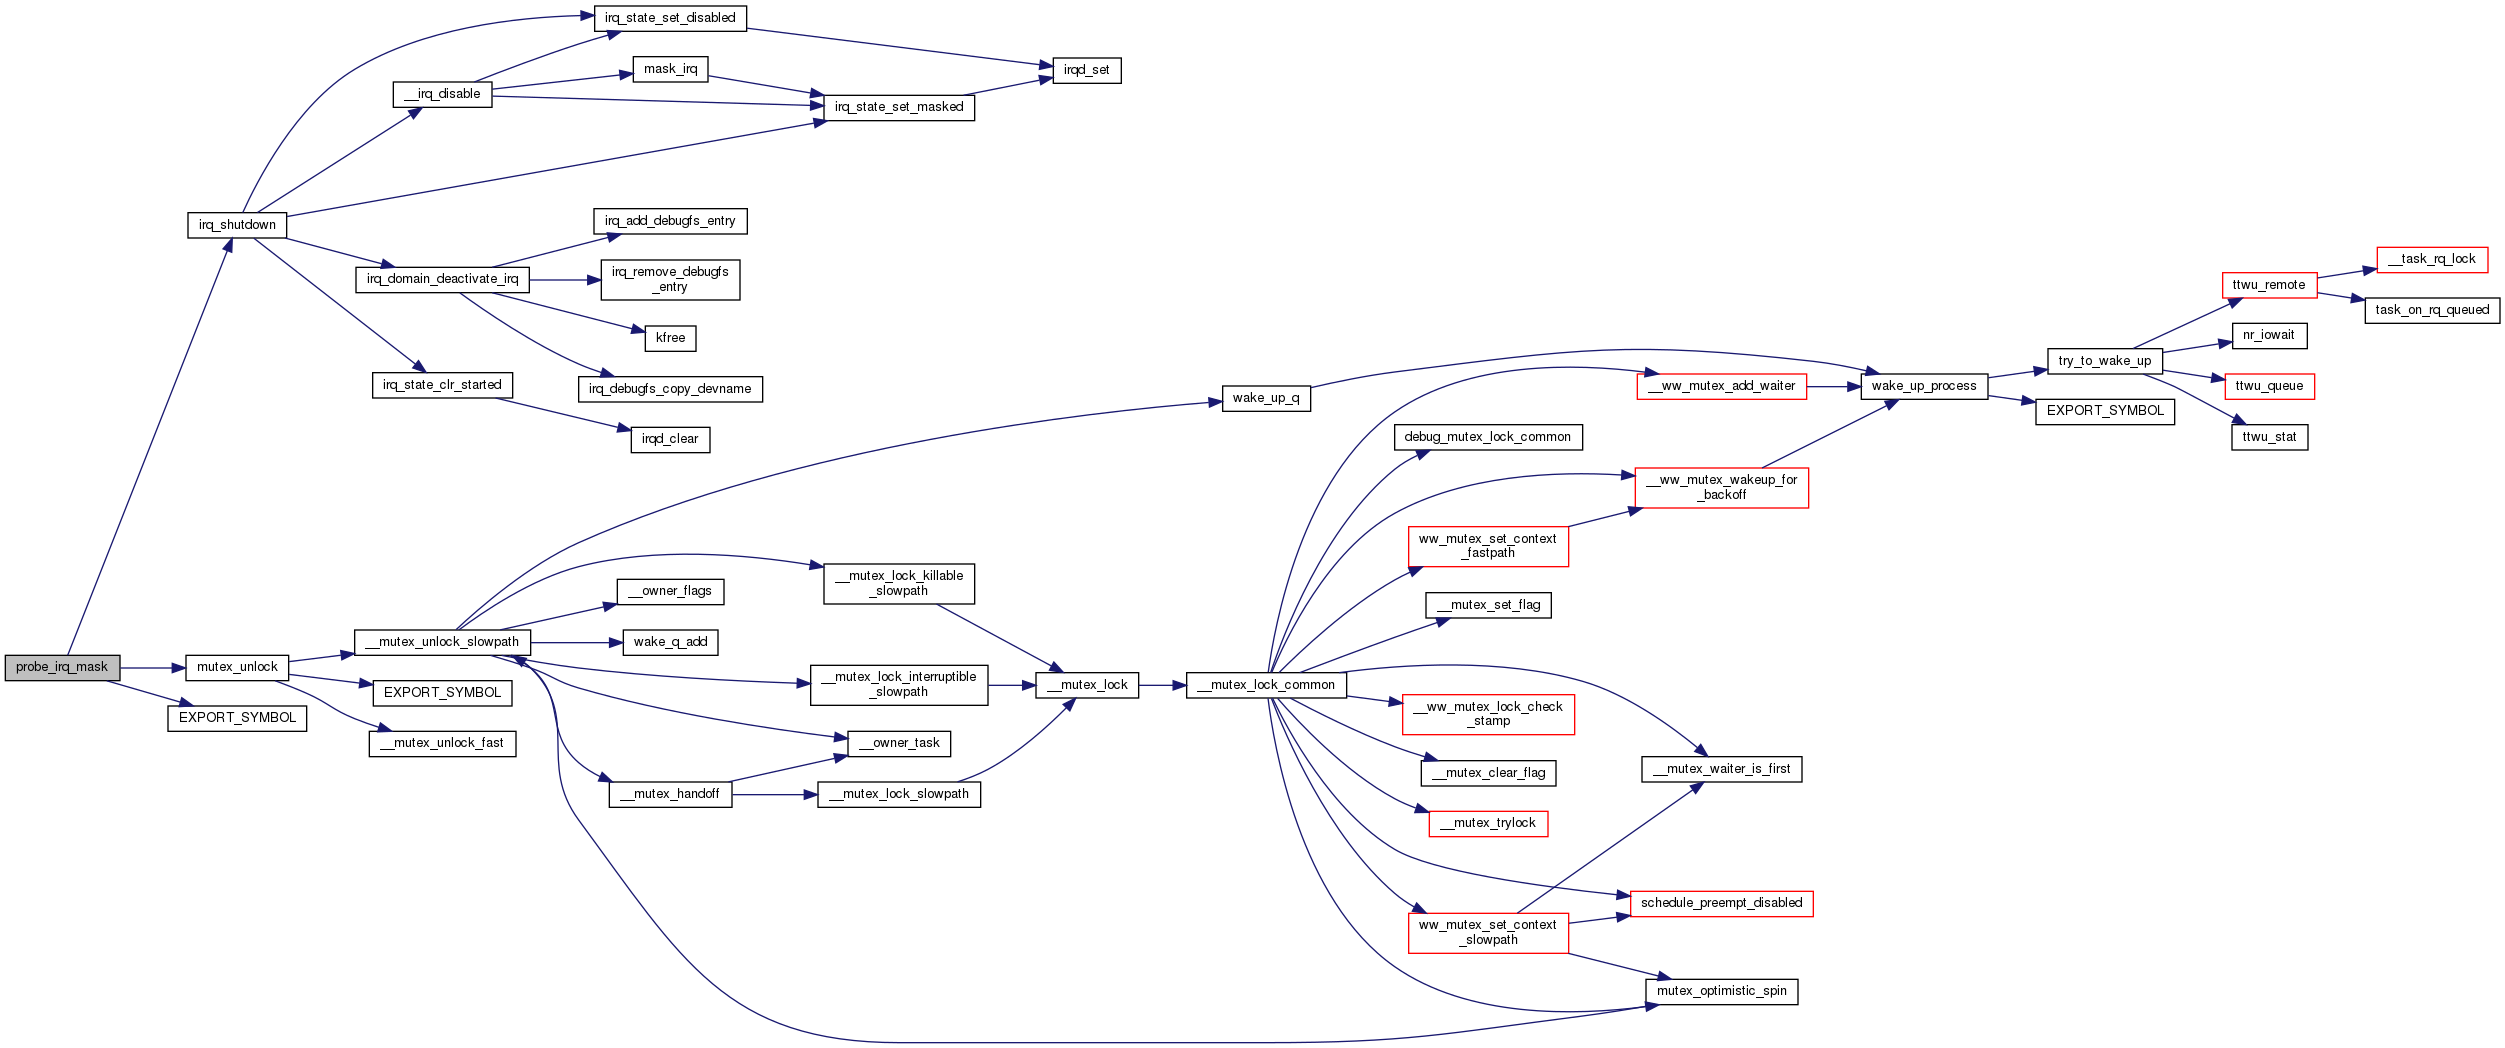 irq_state_set_disabled
mask_irq
irqd_set
__irq_disable
irq_state_set_masked
irq_shutdown
irq_add_debugfs_entry
irq_domain_deactivate_irq
irq_remove_debugfs
_entry
kfree
irq_state_clr_started
irq_debugfs_copy_devname
irqd_clear
__task_rq_lock
ttwu_remote
task_on_rq_queued
nr_iowait
try_to_wake_up
ttwu_queue
ttwu_stat
wake_up_q
__ww_mutex_add_waiter
wake_up_process
EXPORT_SYMBOL
debug_mutex_lock_common
__ww_mutex_wakeup_for
_backoff
ww_mutex_set_context
_fastpath
__mutex_lock_killable
_slowpath
__owner_flags
__mutex_set_flag
__mutex_unlock_slowpath
wake_q_add
probe_irq_mask
mutex_unlock
EXPORT_SYMBOL
__mutex_lock_interruptible
_slowpath
__mutex_lock
__mutex_lock_common
EXPORT_SYMBOL
__ww_mutex_lock_check
_stamp
__mutex_unlock_fast
__owner_task
__mutex_waiter_is_first
__mutex_clear_flag
__mutex_handoff
__mutex_lock_slowpath
__mutex_trylock
schedule_preempt_disabled
ww_mutex_set_context
_slowpath
mutex_optimistic_spin